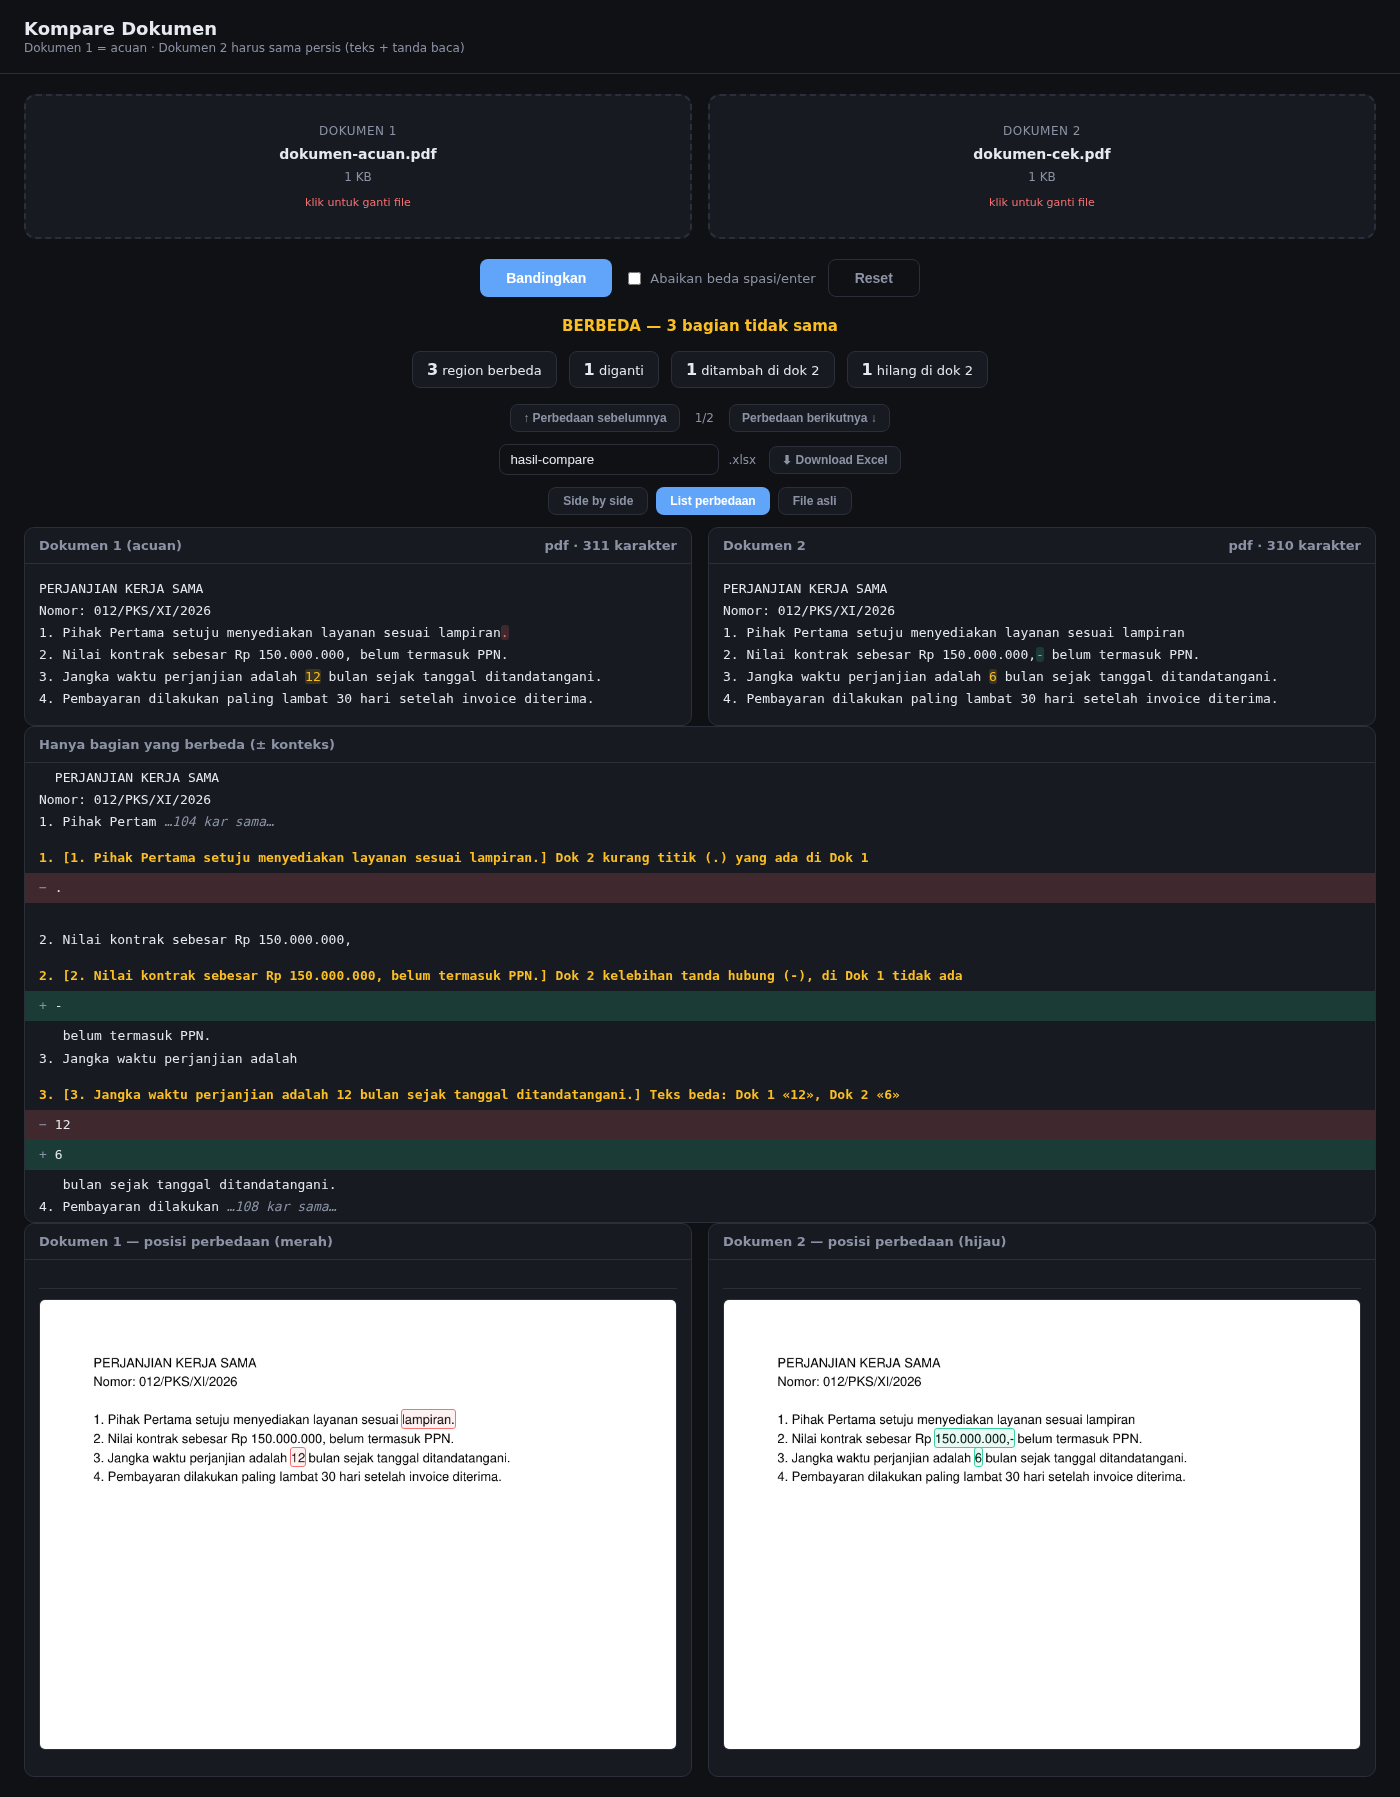 Kompare Dokumen
Dokumen 1 = acuan · Dokumen 2 harus sama persis (teks + tanda baca)
DOKUMEN 1
dokumen-acuan.pdf
1 KB
klik untuk ganti file
DOKUMEN 2
dokumen-cek.pdf
1 KB
klik untuk ganti file
Bandingkan
Abaikan beda spasi/enter
Reset
BERBEDA — 3 bagian tidak sama
3 region berbeda
1 diganti
1 ditambah di dok 2
1 hilang di dok 2
↑ Perbedaan sebelumnya
1/2
Perbedaan berikutnya ↓
hasil-compare
.xlsx
⬇ Download Excel
Side by side
List perbedaan
File asli
Dokumen 1 (acuan)
pdf · 311 karakter
PERJANJIAN KERJA SAMA
Nomor: 012/PKS/XI/2026
1. Pihak Pertama setuju menyediakan layanan sesuai lampiran.
2. Nilai kontrak sebesar Rp 150.000.000, belum termasuk PPN.
3. Jangka waktu perjanjian adalah 12 bulan sejak tanggal ditandatangani.
4. Pembayaran dilakukan paling lambat 30 hari setelah invoice diterima.
Dokumen 2
pdf · 310 karakter
PERJANJIAN KERJA SAMA
Nomor: 012/PKS/XI/2026
1. Pihak Pertama setuju menyediakan layanan sesuai lampiran
2. Nilai kontrak sebesar Rp 150.000.000,- belum termasuk PPN.
3. Jangka waktu perjanjian adalah 6 bulan sejak tanggal ditandatangani.
4. Pembayaran dilakukan paling lambat 30 hari setelah invoice diterima.
Hanya bagian yang berbeda (± konteks)
PERJANJIAN KERJA SAMA
Nomor: 012/PKS/XI/2026
1. Pihak Pertam …104 kar sama…
1. [1. Pihak Pertama setuju menyediakan layanan sesuai lampiran.] Dok 2 kurang titik (.) yang ada di Dok 1
− .
2. Nilai kontrak sebesar Rp 150.000.000,
2. [2. Nilai kontrak sebesar Rp 150.000.000, belum termasuk PPN.] Dok 2 kelebihan tanda hubung (-), di Dok 1 tidak ada
+ -
belum termasuk PPN.
3. Jangka waktu perjanjian adalah
3. [3. Jangka waktu perjanjian adalah 12 bulan sejak tanggal ditandatangani.] Teks beda: Dok 1 «12», Dok 2 «6»
− 12
+ 6
bulan sejak tanggal ditandatangani.
4. Pembayaran dilakukan …108 kar sama…
Dokumen 1 — posisi perbedaan (merah)
PERJANJIAN KERJA SAMA
Nomor: 012/PKS/XI/2026
1. Pihak Pertama setuju menyediakan layanan sesuai lampiran.
2. Nilai kontrak sebesar Rp 150.000.000, belum termasuk PPN.
3. Jangka waktu perjanjian adalah 12 bulan sejak tanggal ditandatangani.
4. Pembayaran dilakukan paling lambat 30 hari setelah invoice diterima.
Dokumen 2 — posisi perbedaan (hijau)
PERJANJIAN KERJA SAMA
Nomor: 012/PKS/XI/2026
1. Pihak Pertama setuju menyediakan layanan sesuai lampiran
2. Nilai kontrak sebesar Rp 150.000.000,- belum termasuk PPN.
3. Jangka waktu perjanjian adalah 6 bulan sejak tanggal ditandatangani.
4. Pembayaran dilakukan paling lambat 30 hari setelah invoice diterima.